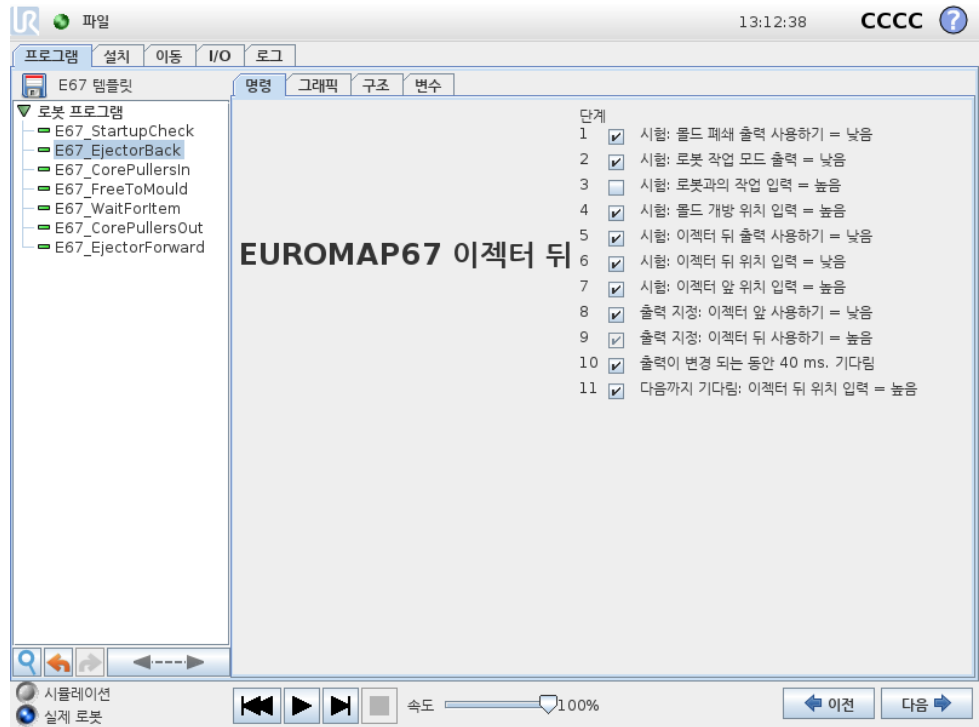 UR 파일 13:12:38 CCCC ?
프로그램 설치 이동 I/O 로그
E67 템플릿
명령 그래픽 구조 변수
로봇 프로그램
E67_StartupCheck
E67_EjectorBack
E67_CorePullersIn
E67_FreeToMould
E67_WaitForItem
E67_CorePullersOut
E67_EjectorForward
EUROMAP67 이젝터 뒤
단계
1 시험: 몰드 폐쇄 출력 사용하기 = 낮음
2 시험: 로봇 작업 모드 출력 = 낮음
3 시험: 로봇과의 작업 입력 = 높음
4 시험: 몰드 개방 위치 입력 = 높음
5 시험: 이젝터 뒤 출력 사용하기 = 낮음
6 시험: 이젝터 뒤 위치 입력 = 낮음
7 시험: 이젝터 앞 위치 입력 = 높음
8 출력 지정: 이젝터 앞 사용하기 = 낮음
9 출력 지정: 이젝터 뒤 사용하기 = 높음
10 출력이 변경 되는 동안 40 ms. 기다림
11 다음까지 기다림: 이젝터 뒤 위치 입력 = 높음
시뮬레이션
실제 로봇
속도 100%
이전 다음